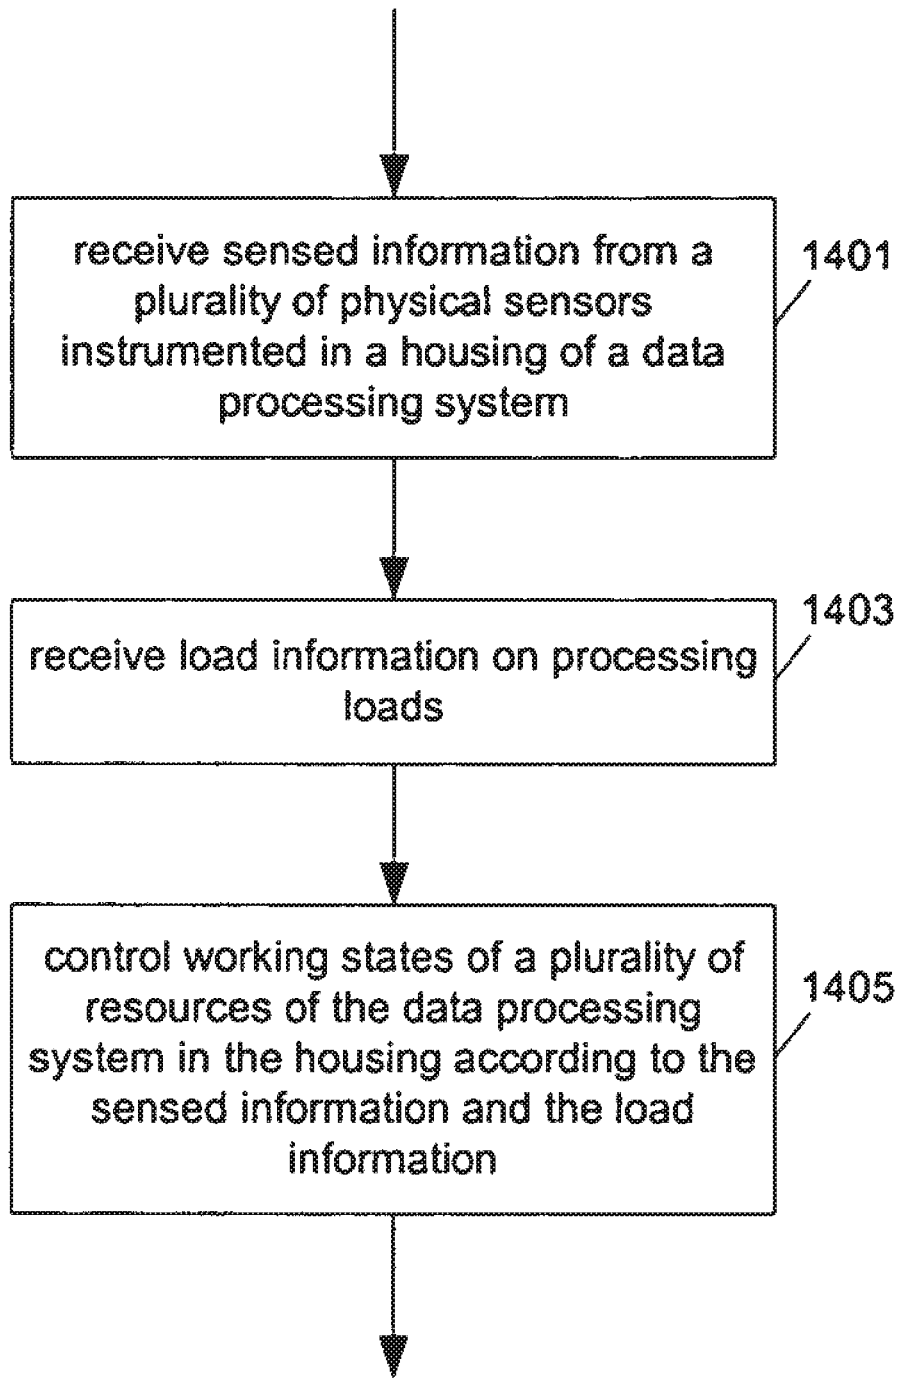 receive sensed information from a
plurality of physical sensors
instrumented in a housing of a data
processing system
1401
receive load information on processing
loads
1403
control working states of a plurality of
resources of the data processing
system in the housing according to the
sensed information and the load
information
1405